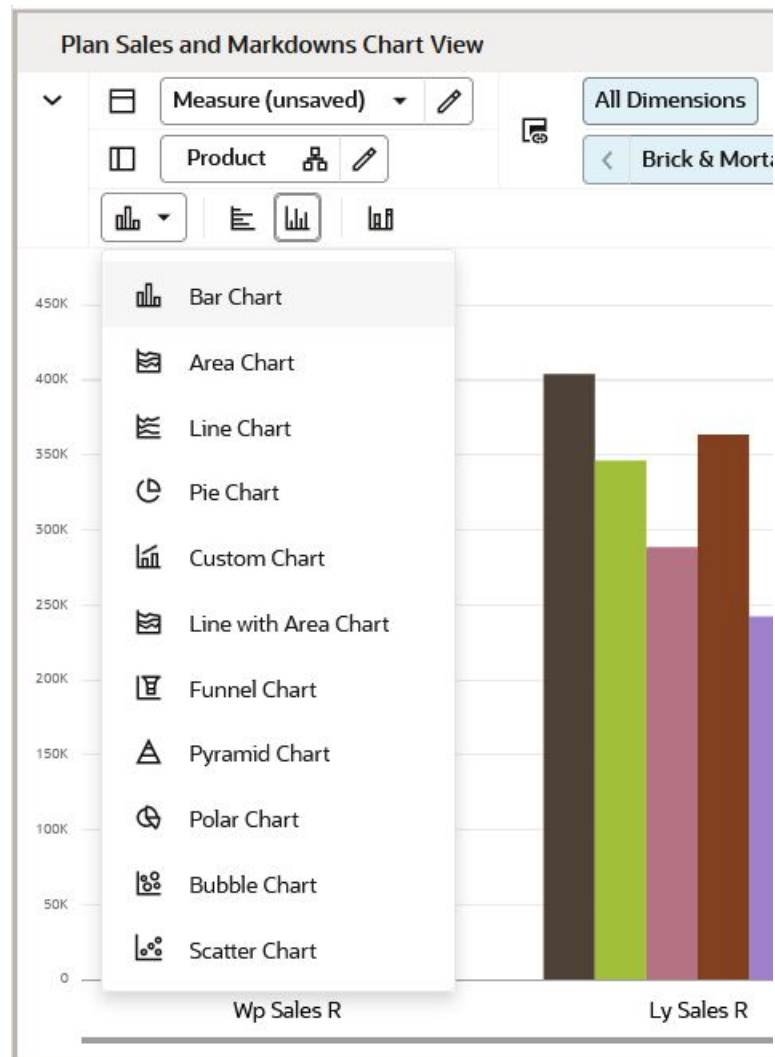 Plan Sales and Markdowns Chart View
Measure (unsaved)
All Dimensions
Product
Brick & Morta
Bar Chart
Area Chart
Line Chart
Pie Chart
Custom Chart
Line with Area Chart
Funnel Chart
Pyramid Chart
Polar Chart
Bubble Chart
Scatter Chart
450K
400K
350K
300K
250K
200K
150K
100K
50K
0
Wp Sales R
Ly Sales R